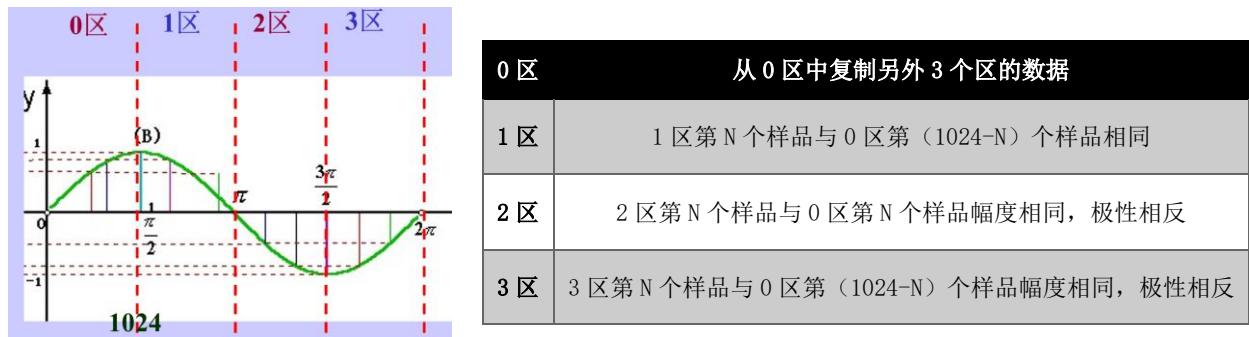 0区 1区 2区 3区
y
1
(B)
π
3π
2
0
1
π
2
2π
-1
1024
0 区 从 0 区中复制另外 3 个区的数据
1 区 1 区第 N 个样品与 0 区第（1024-N）个样品相同
2 区 2 区第 N 个样品与 0 区第 N 个样品幅度相同，极性相反
3 区 3 区第 N 个样品与 0 区第（1024-N）个样品幅度相同，极性相反